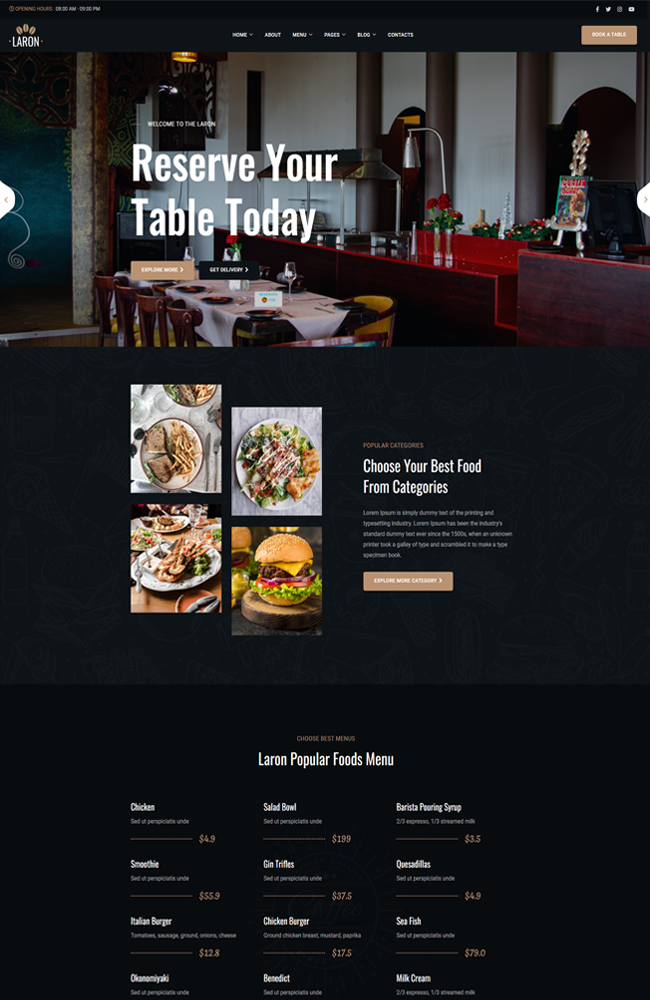 OPENING HOURS : 08:00 AM - 09:00 PM
LARON
HOME ABOUT MENU PAGES BLOG CONTACTS
BOOK A TABLE
WELCOME TO THE LARON
Reserve Your
Table Today
EXPLORE MORE
GET DELIVERY
POPULAR CATEGORIES
Choose Your Best Food
From Categories
Lorem Ipsum is simply dummy text of the printing and
typesetting industry. Lorem Ipsum has been the industry's
standard dummy text ever since the 1500s, when an unknown
printer took a galley of type and scrambled it to make a type
specimen book.
EXPLORE MORE CATEGORY
CHOOSE BEST MENUS
Laron Popular Foods Menu
Chicken
Sed ut perspiciatis unde
$4.9
Salad Bowl
Sed ut perspiciatis unde
$199
Barista Pouring Syrup
2/3 espresso, 1/3 streamed milk
$3.5
Smoothie
Sed ut perspiciatis unde
$55.9
Gin Trifles
Sed ut perspiciatis unde
$37.5
Quesadillas
Sed ut perspiciatis unde
$4.9
Italian Burger
Tomatoes, sausage, ground, onions, cheese
$12.8
Chicken Burger
Ground chicken breast, mustard, paprika
$17.5
Sea Fish
Sed ut perspiciatis unde
$79.0
Okonomiyaki
Sed ut perspiciatis unde
Benedict
Sed ut perspiciatis unde
Milk Cream
2/3 espresso, 1/3 streamed milk